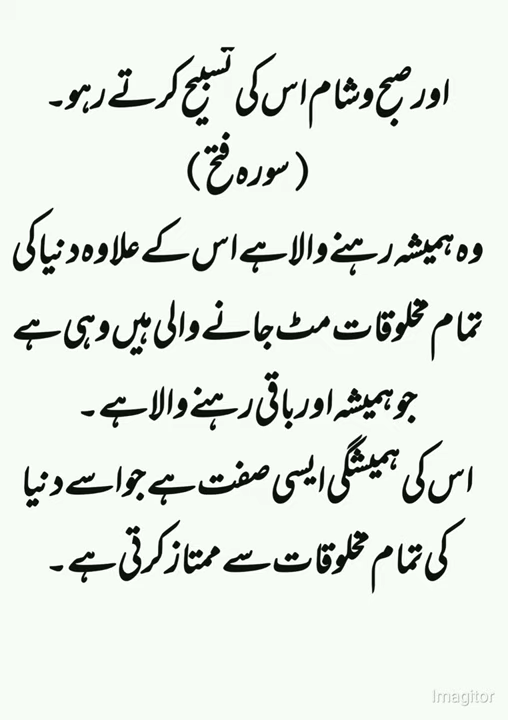 اور صبح و شام اس کی تسبیح کرتے رہو۔
(سورہ فتح)
وہ ہمیشہ رہنے والا ہے اس کے علاوہ دنیا کی
تمام مخلوقات مٹ جانے والی ہیں وہی ہے
جو ہمیشہ اور باقی رہنے والا ہے۔
اس کی ہمیشگی ایسی صفت ہے جو اسے دنیا
کی تمام مخلوقات سے ممتاز کرتی ہے۔
Imagitor